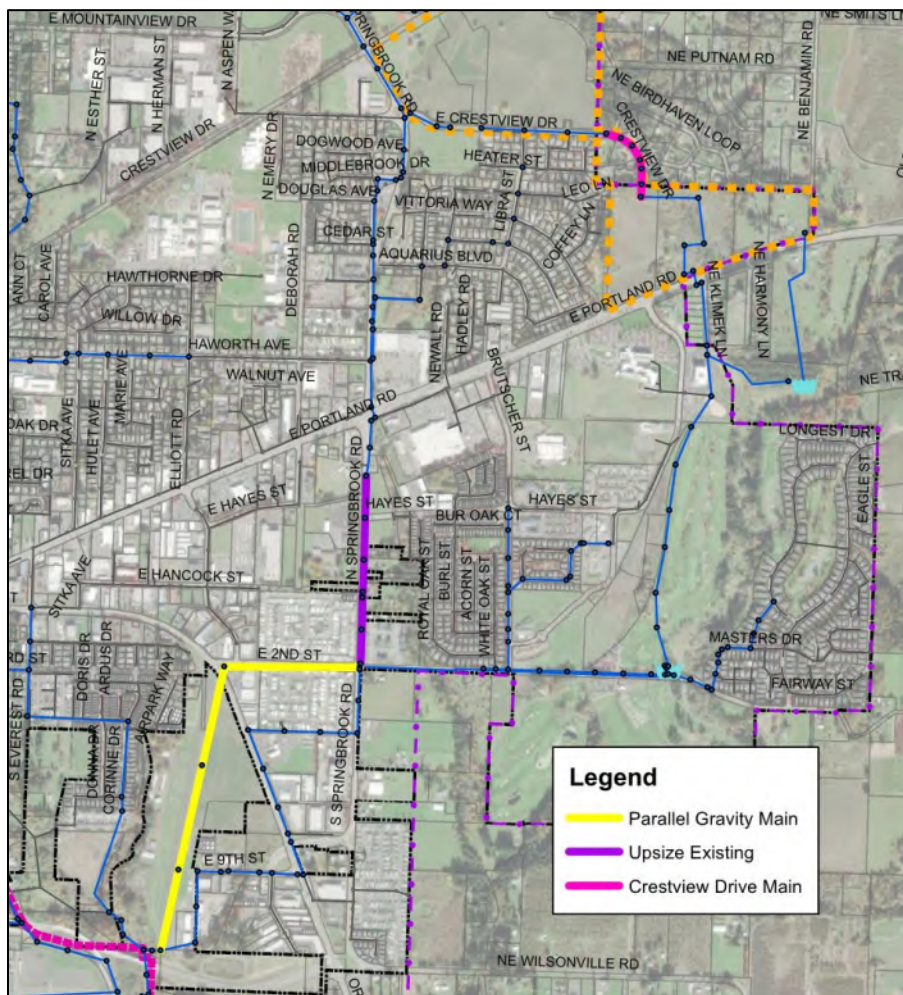 E MOUNTAINVIEW DR
N ASPEN W
SPRINGBROOK RD
NE SMITS LN
NE BENJAMIN RD
NE PUTNAM RD
N ESTHER ST
N HERMAN ST
NE BIRDHAVEN LOOP
E CRESTVIEW DR
CRESTVIEW DR
CRESTVIEW DR
N EMERY DR
DOGWOOD AVE
MIDDLEBROOK DR
HEATER ST
DOUGLAS AVE
LEO LN
VITTORIA WAY
LIBRA ST
COFFEY LN
CEDAR ST
ANN CT
CAROL AVE
DEBORAH RD
AQUARIUS BLVD
HAWTHORNE DR
E PORTLAND RD
NE KLIMEK LN
NE HARMONY LN
WILLOW DR
NEWALL RD
HADLEY RD
HAWORTH AVE
BRUTSCHER ST
WALNUT AVE
NE TRA
E PORTLAND RD
OAK DR
SITKA AVE
HULET AVE
MARIE AVE
ELLIOTT RD
LONGEST DR
EAGLE ST
REL DR
N SPRINGBROOK RD
E HAYES ST
HAYES ST
HAYES ST
BUR OAK CT
ROYAL OAK ST
BURL ST
ACORN ST
WHITE OAK ST
SITKA AVE
E HANCOCK ST
ST
MASTERS DR
RD ST
E 2ND ST
FAIRWAY ST
DORIS DR
ARDUS DR
AIRPARK WAY
S EVEREST RD
DONNA DR
CORINNE DR
S SPRINGBROOK RD
E 9TH ST
Legend
Parallel Gravity Main
Upsize Existing
Crestview Drive Main
NE WILSONVILLE RD
OR